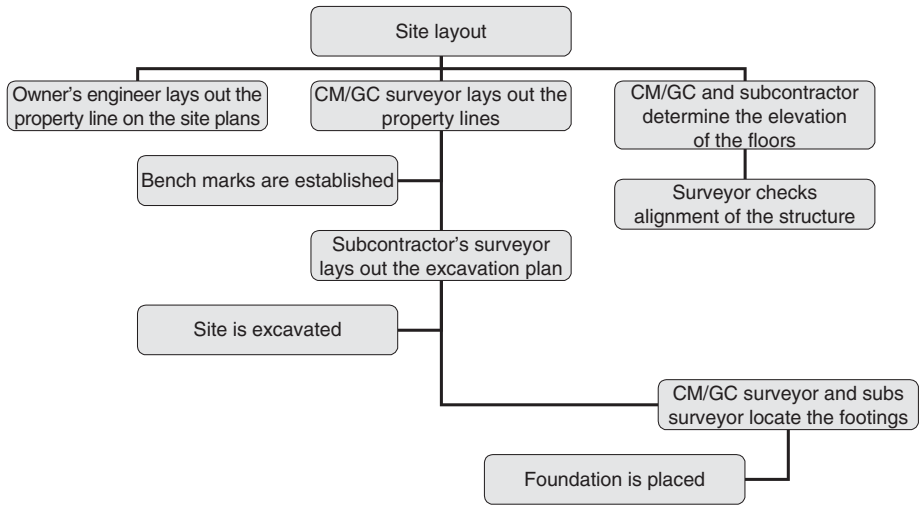 Site layout
Owner's engineer lays out the
property line on the site plans
CM/GC surveyor lays out the
property lines
CM/GC and subcontractor
determine the elevation
of the floors
Bench marks are established
Surveyor checks
alignment of the structure
Subcontractor's surveyor
lays out the excavation plan
Site is excavated
CM/GC surveyor and subs
surveyor locate the footings
Foundation is placed